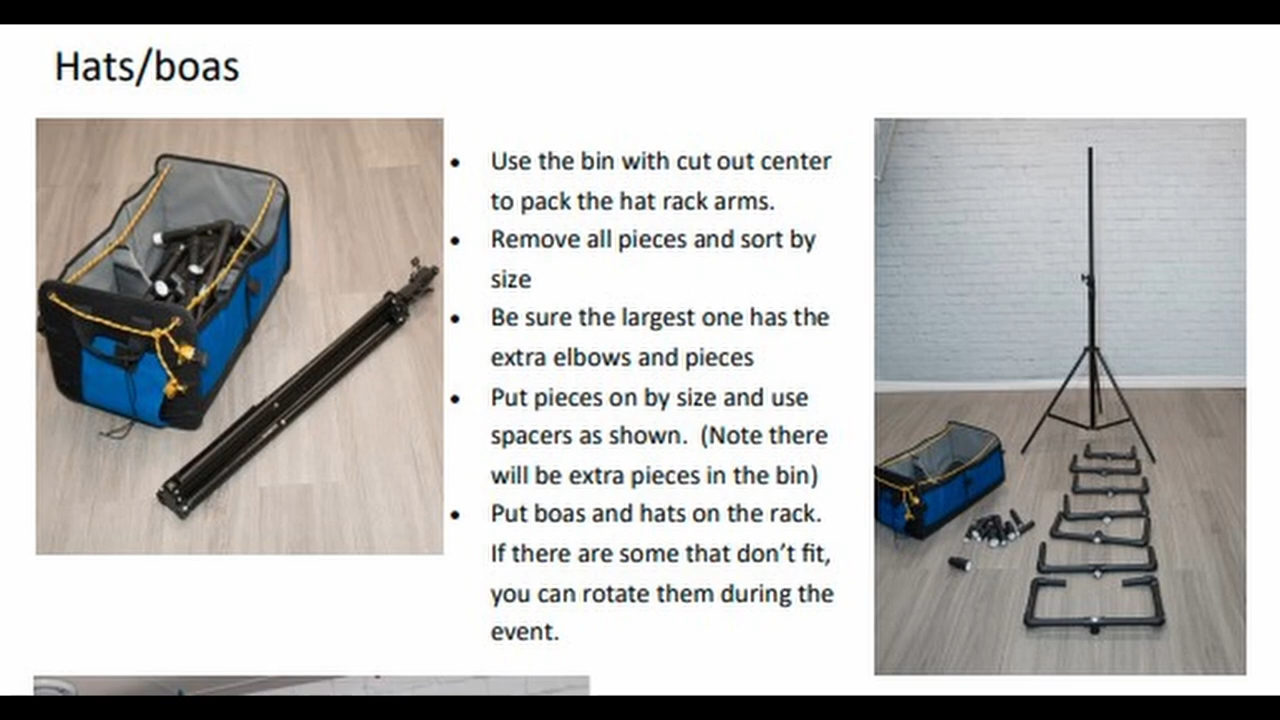 Hats/boas
• Use the bin with cut out center
to pack the hat rack arms.
• Remove all pieces and sort by
size
• Be sure the largest one has the
extra elbows and pieces
• Put pieces on by size and use
spacers as shown.  (Note there
will be extra pieces in the bin)
• Put boas and hats on the rack.
If there are some that don’t fit,
you can rotate them during the
event.